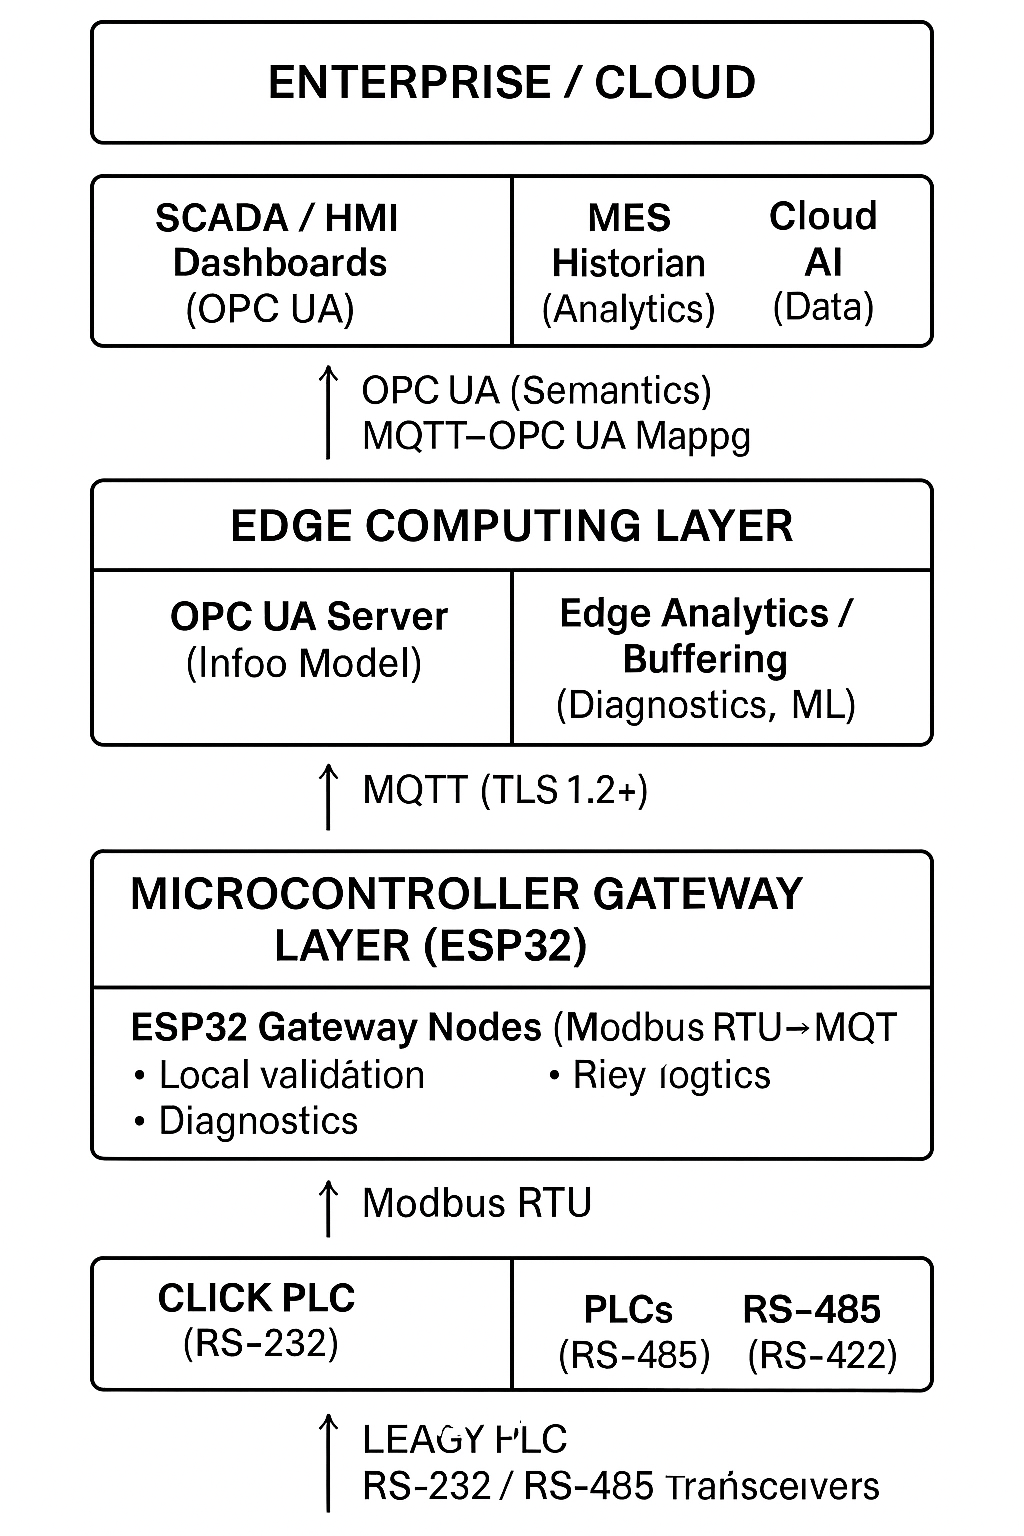 ENTERPRISE / CLOUD
SCADA / HMI
Dashboards
(OPC UA)
MES
Historian
(Analytics)
Cloud
AI
(Data)
OPC UA (Semantics)
MQTT–OPC UA Mappg
EDGE COMPUTING LAYER
OPC UA Server
(Infoo Model)
Edge Analytics /
Buffering
(Diagnostics, ML)
MQTT (TLS 1.2+)
MICROCONTROLLER GATEWAY
LAYER (ESP32)
ESP32 Gateway Nodes (Modbus RTU→MQT
• Local validátion
• Riey
• Diagnostics
Modbus RTU
CLICK PLC
(RS-232)
PLCs
(RS-485)
RS-485
(RS-422)
LEAGY PLC
RS-232 / RS-485 Transceivers